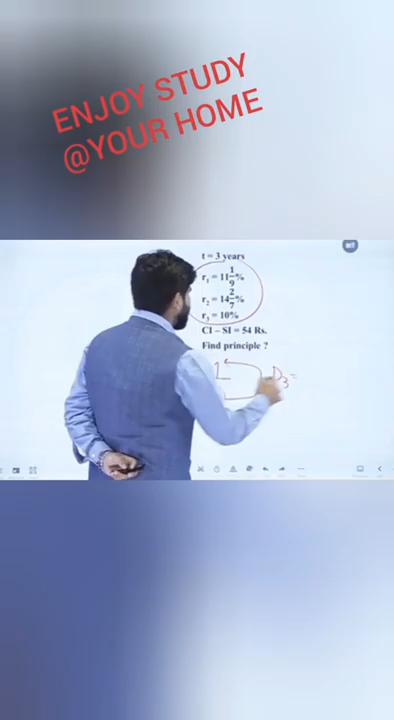 ENJOY STUDY
@YOUR HOME
t = 3 years
r₁ = 11 1/9 %
r₂ = 14 2/7 %
r₃ = 10%
CI – SI = 54 Rs.
Find principle ?
D₃ =